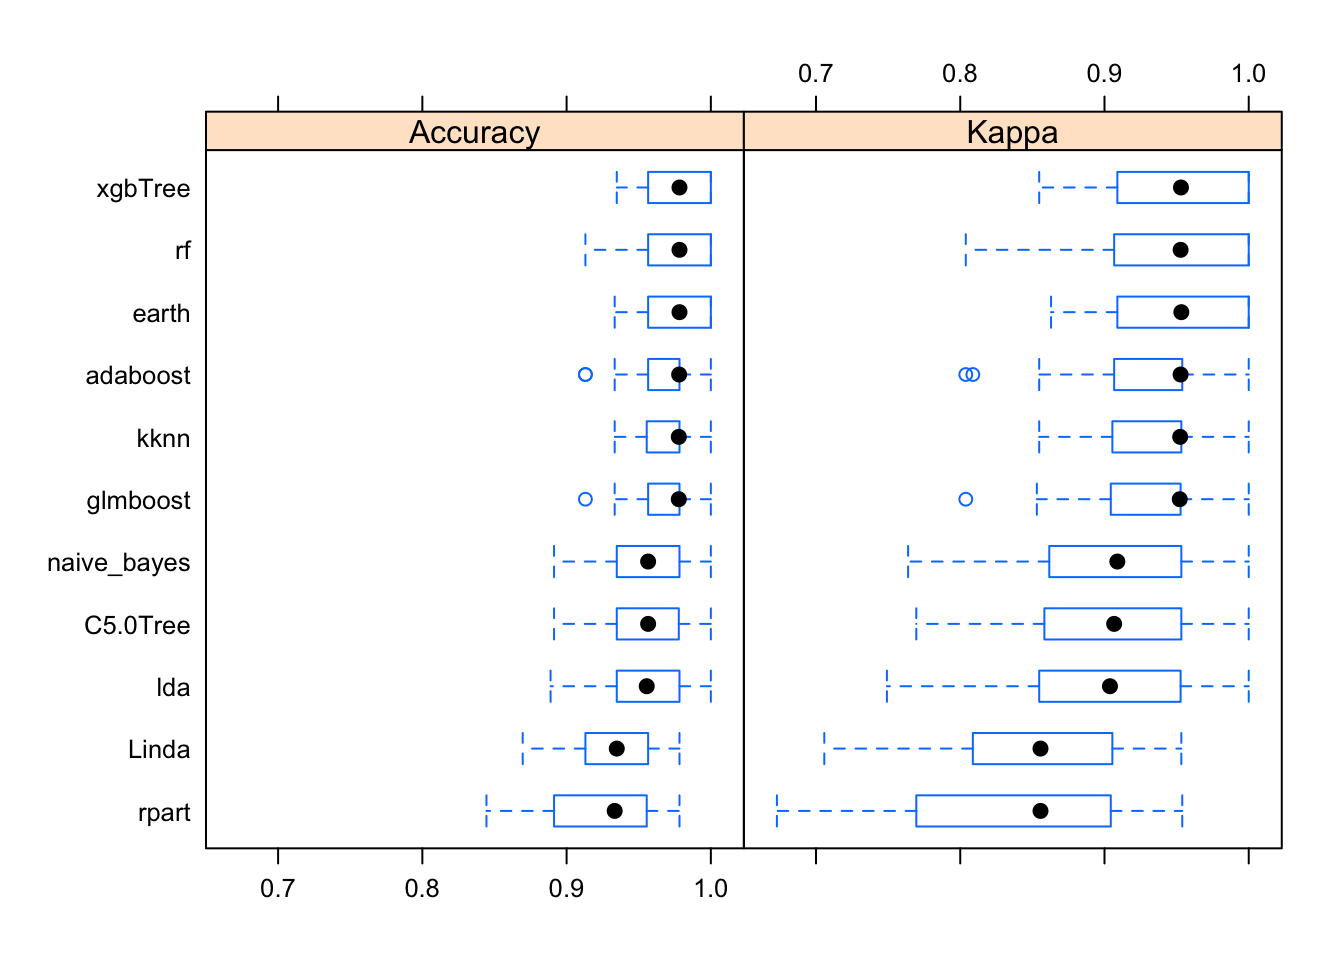 0.7 0.8 0.9 1.0
Accuracy Kappa
xgbTree
rf
earth
adaboost
kknn
glmboost
naive_bayes
C5.0Tree
lda
Linda
rpart
0.7 0.8 0.9 1.0